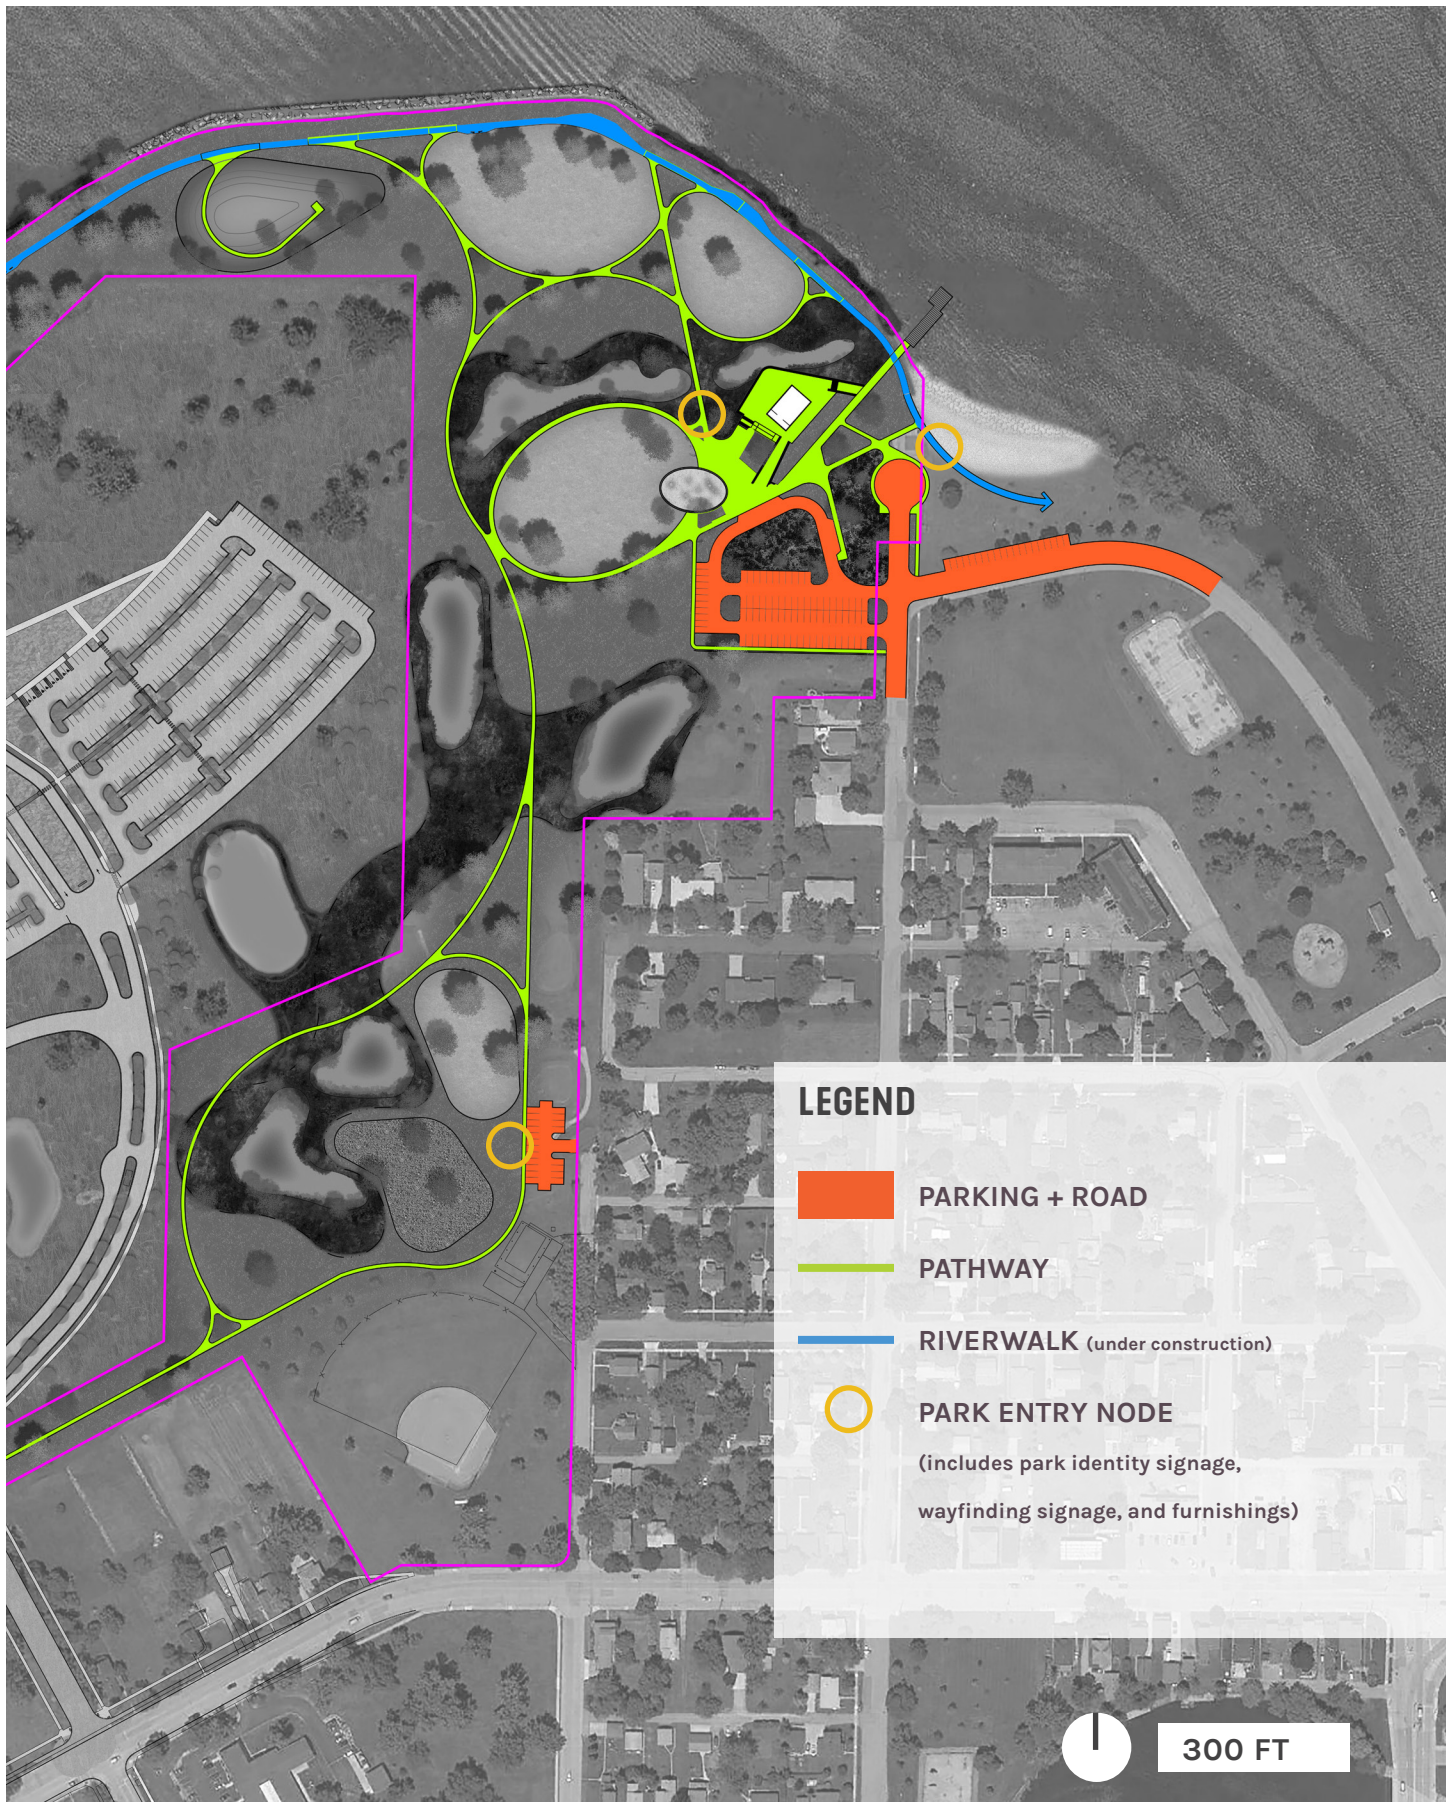 LEGEND
PARKING + ROAD
PATHWAY
RIVERWALK (under construction)
PARK ENTRY NODE
(includes park identity signage,
wayfinding signage, and furnishings)
300 FT